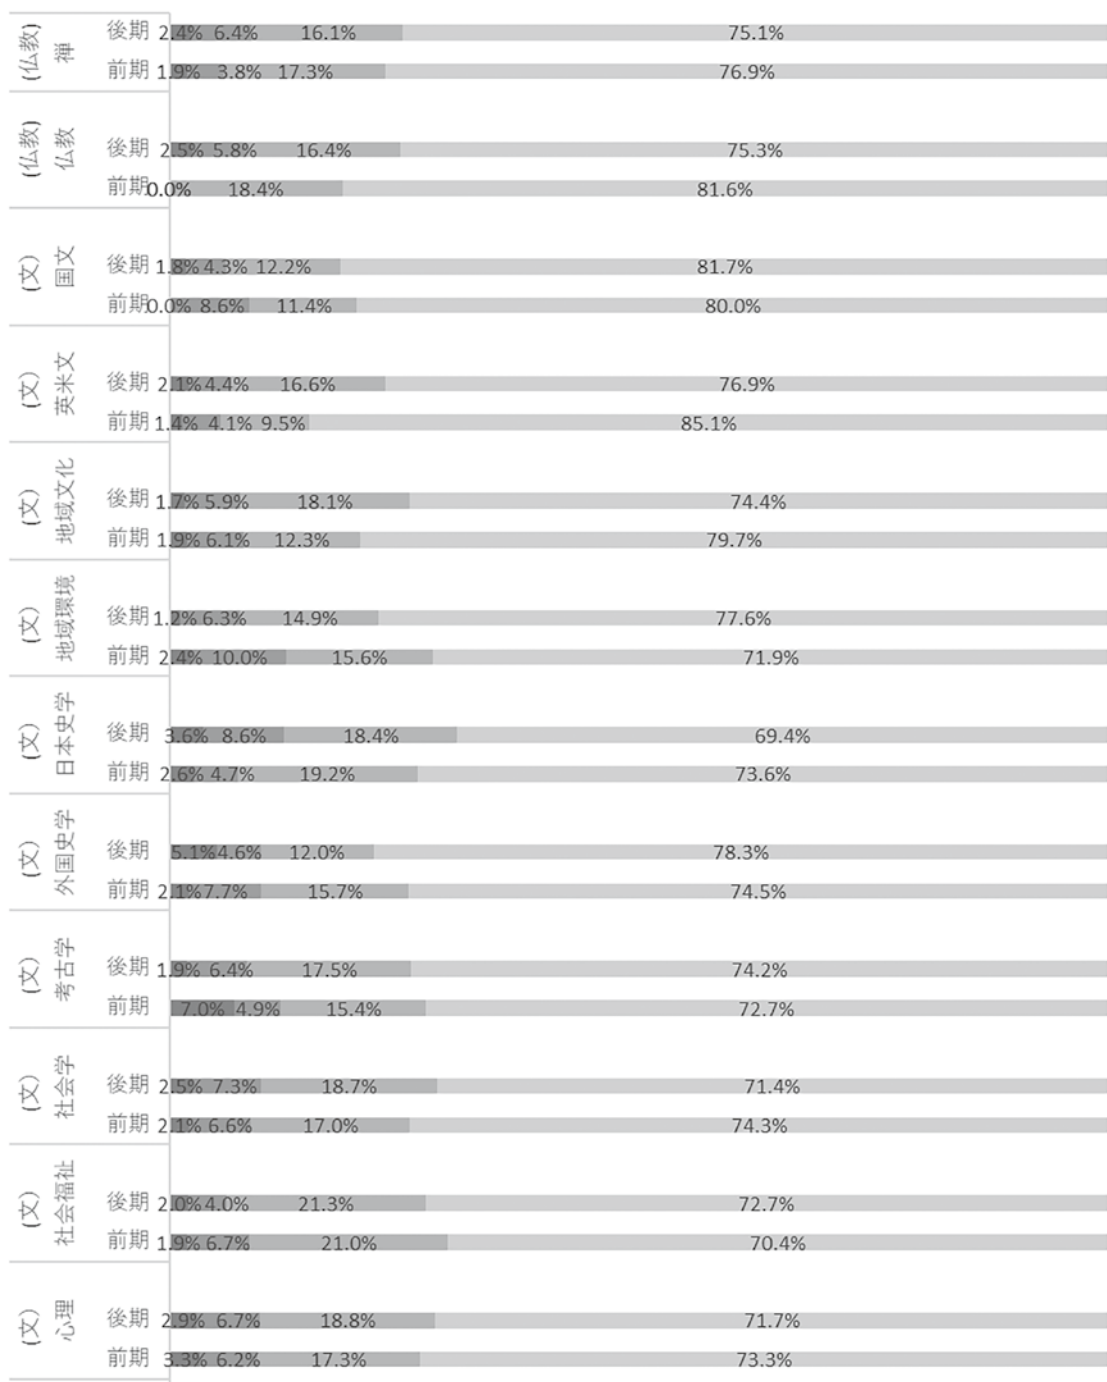 (仏教)
禅
後期 2.4% 6.4% 16.1% 75.1%
前期 1.9% 3.8% 17.3% 76.9%
(仏教)
仏教
後期 2.5% 5.8% 16.4% 75.3%
前期 0.0% 18.4% 81.6%
(文)
国文
後期 1.8% 4.3% 12.2% 81.7%
前期 0.0% 8.6% 11.4% 80.0%
(文)
英米文
後期 2.1% 4.4% 16.6% 76.9%
前期 1.4% 4.1% 9.5% 85.1%
(文)
地域文化
後期 1.7% 5.9% 18.1% 74.4%
前期 1.9% 6.1% 12.3% 79.7%
(文)
地域環境
後期 1.2% 6.3% 14.9% 77.6%
前期 2.4% 10.0% 15.6% 71.9%
(文)
日本史学
後期 3.6% 8.6% 18.4% 69.4%
前期 2.6% 4.7% 19.2% 73.6%
(文)
外国史学
後期 5.1% 4.6% 12.0% 78.3%
前期 2.1% 7.7% 15.7% 74.5%
(文)
考古学
後期 1.9% 6.4% 17.5% 74.2%
前期 7.0% 4.9% 15.4% 72.7%
(文)
社会学
後期 2.5% 7.3% 18.7% 71.4%
前期 2.1% 6.6% 17.0% 74.3%
(文)
社会福祉
後期 2.0% 4.0% 21.3% 72.7%
前期 1.9% 6.7% 21.0% 70.4%
(文)
心理
後期 2.9% 6.7% 18.8% 71.7%
前期 3.3% 6.2% 17.3% 73.3%